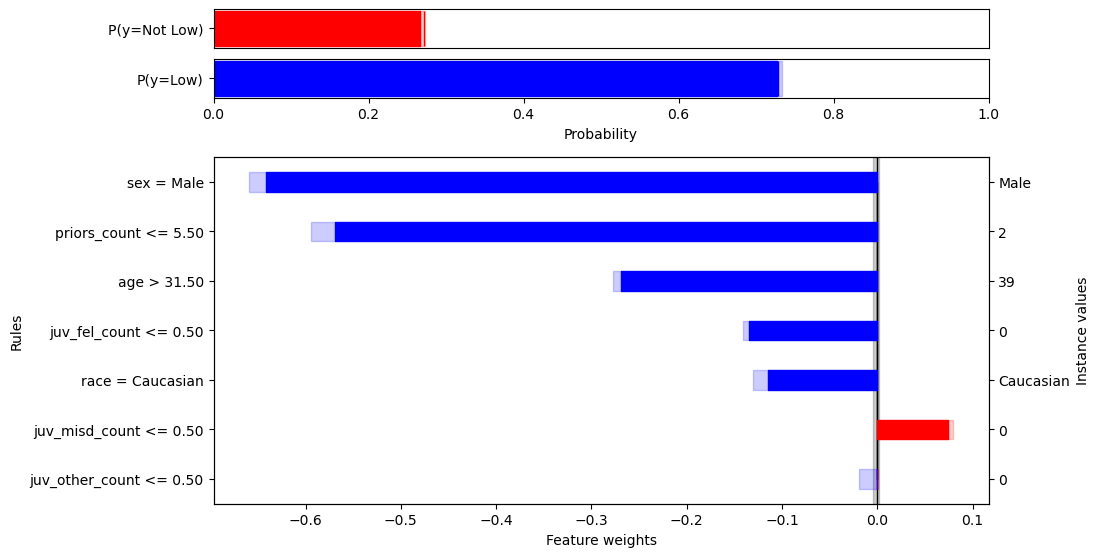 P(y=Not Low)
P(y=Low)
0.0 0.2 0.4 0.6 0.8 1.0
Probability
sex = Male Male
priors_count <= 5.50 2
age > 31.50 39
juv_fel_count <= 0.50 0
race = Caucasian Caucasian
juv_misd_count <= 0.50 0
juv_other_count <= 0.50 0
Rules
Instance values
−0.6 −0.5 −0.4 −0.3 −0.2 −0.1 0.0 0.1
Feature weights